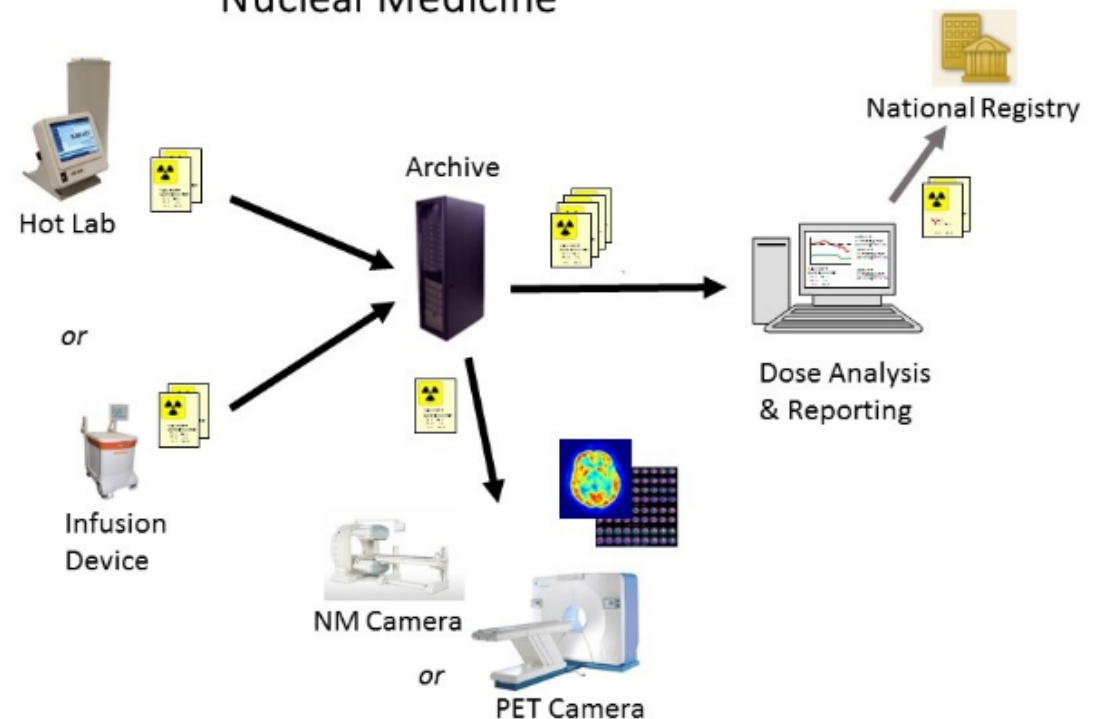 Nuclear Medicine
National Registry
Archive
Hot Lab
or
Dose Analysis
& Reporting
Infusion
Device
NM Camera
or
PET Camera